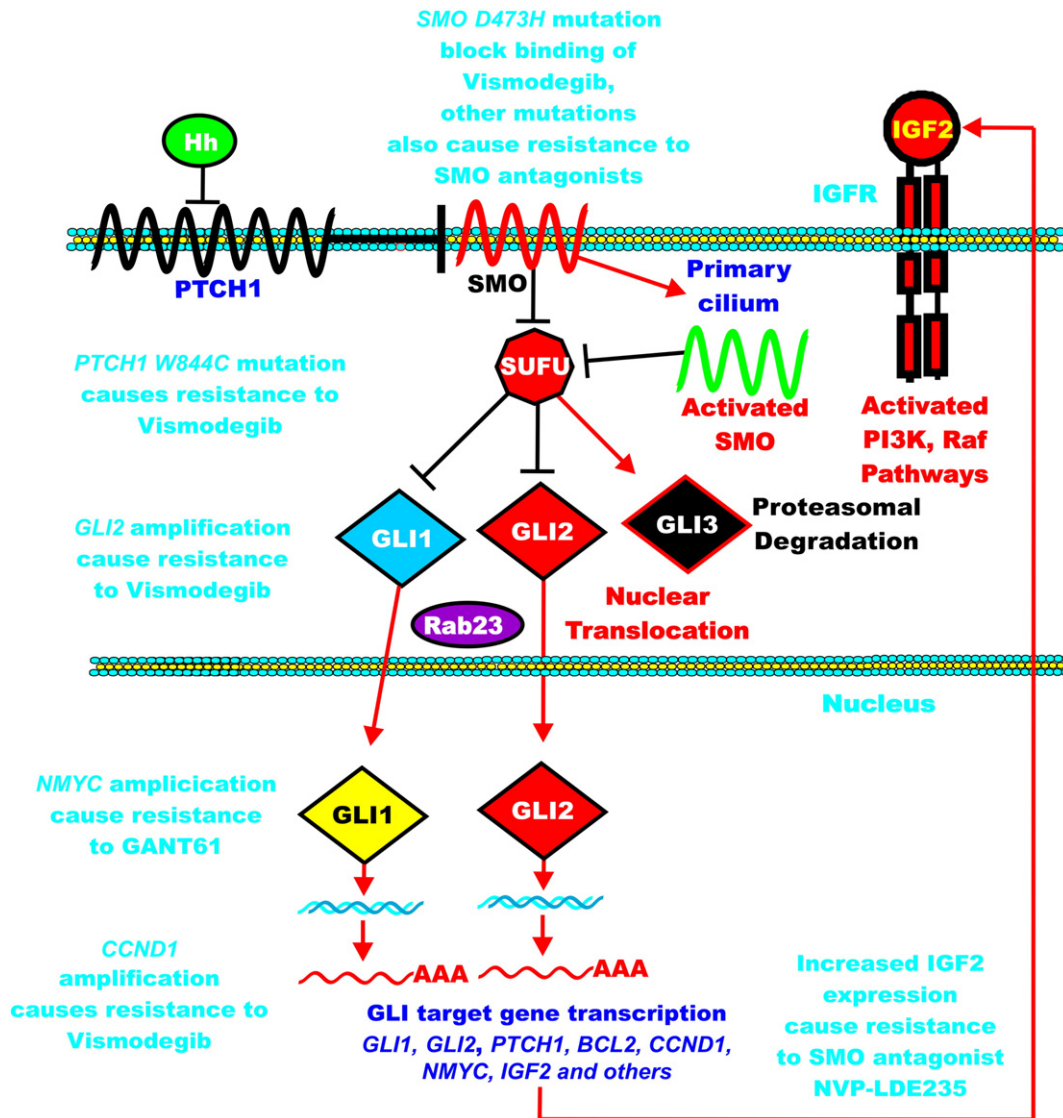 SMO D473H mutation
block binding of
Vismodegib,
other mutations
also cause resistance to
SMO antagonists
Hh
IGF2
IGFR
PTCH1
SMO
Primary
cilium
PTCH1 W844C mutation
causes resistance to
Vismodegib
SUFU
Activated
SMO
Activated
PI3K, Raf
Pathways
GLI2 amplification
cause resistance
to Vismodegib
GLI1
GLI2
GLI3
Proteasomal
Degradation
Rab23
Nuclear
Translocation
Nucleus
NMYC amplicication
cause resistance
to GANT61
GLI1
GLI2
CCND1
amplification
causes resistance to
Vismodegib
AAA
AAA
GLI target gene transcription
GLI1, GLI2, PTCH1, BCL2, CCND1,
NMYC, IGF2 and others
Increased IGF2
expression
cause resistance
to SMO antagonist
NVP-LDE235